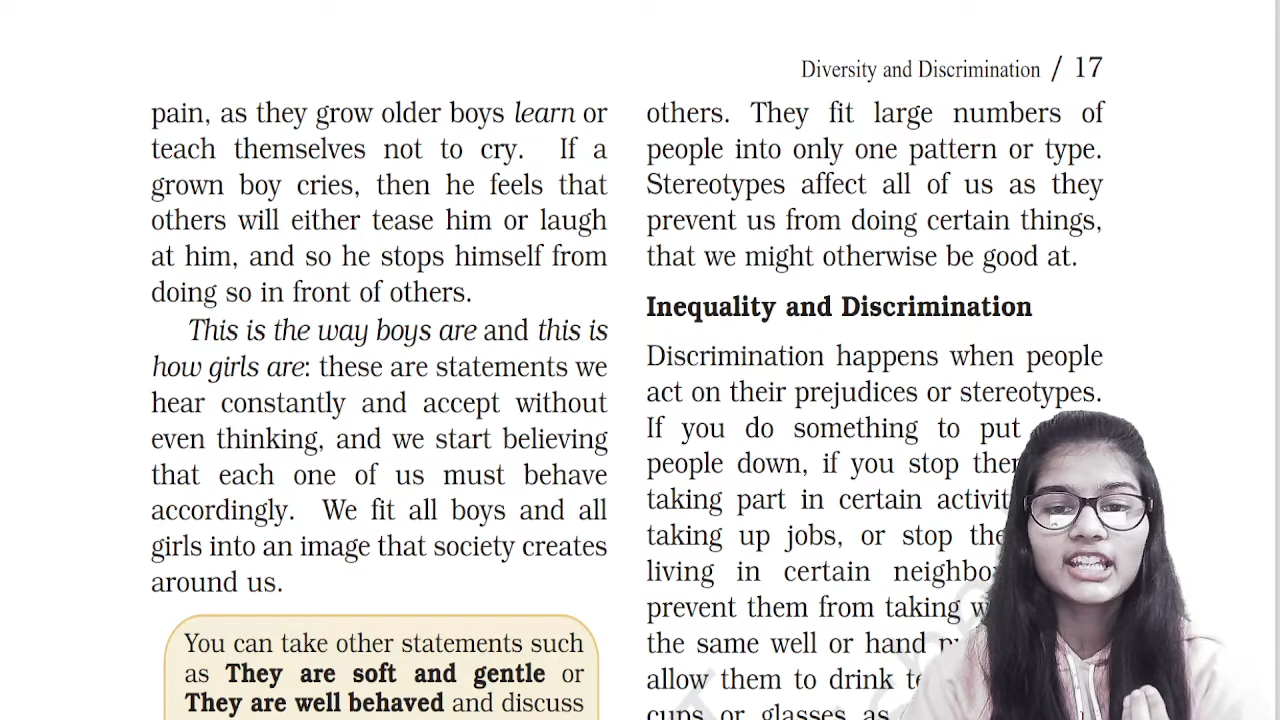 Diversity and Discrimination / 17
pain, as they grow older boys learn or
teach themselves not to cry. If a
grown boy cries, then he feels that
others will either tease him or laugh
at him, and so he stops himself from
doing so in front of others.
This is the way boys are and this is
how girls are: these are statements we
hear constantly and accept without
even thinking, and we start believing
that each one of us must behave
accordingly. We fit all boys and all
girls into an image that society creates
around us.
You can take other statements such
as They are soft and gentle or
They are well behaved and discuss
others. They fit large numbers of
people into only one pattern or type.
Stereotypes affect all of us as they
prevent us from doing certain things,
that we might otherwise be good at.
Inequality and Discrimination
Discrimination happens when people
act on their prejudices or stereotypes.
If you do something to put
people down, if you stop
taking part in certain
taking up jobs, or stop
living in certain
prevent them from taking
the same well or hand
allow them to drink
cups or glasses as